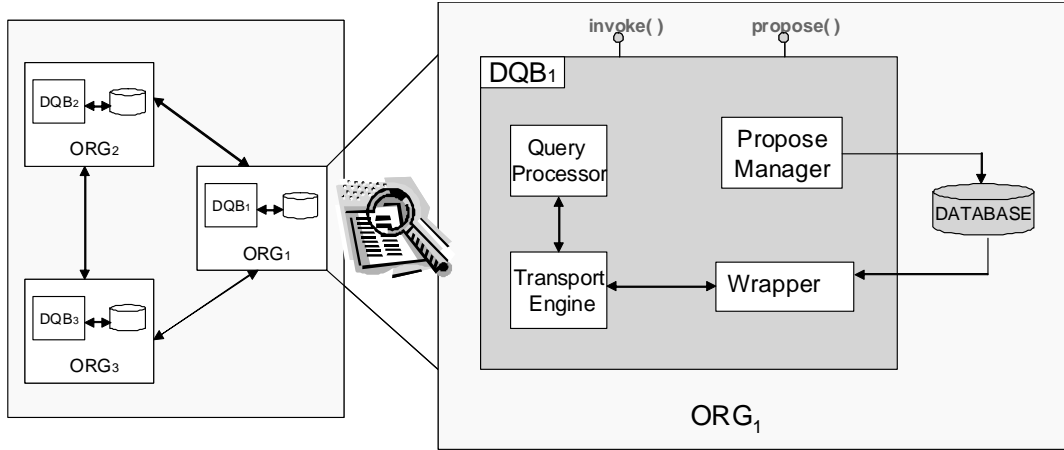 DQB2
ORG2
DQB1
ORG1
DQB3
ORG3
invoke( )
propose( )
DQB1
Query
Processor
Propose
Manager
DATABASE
Transport
Engine
Wrapper
ORG1